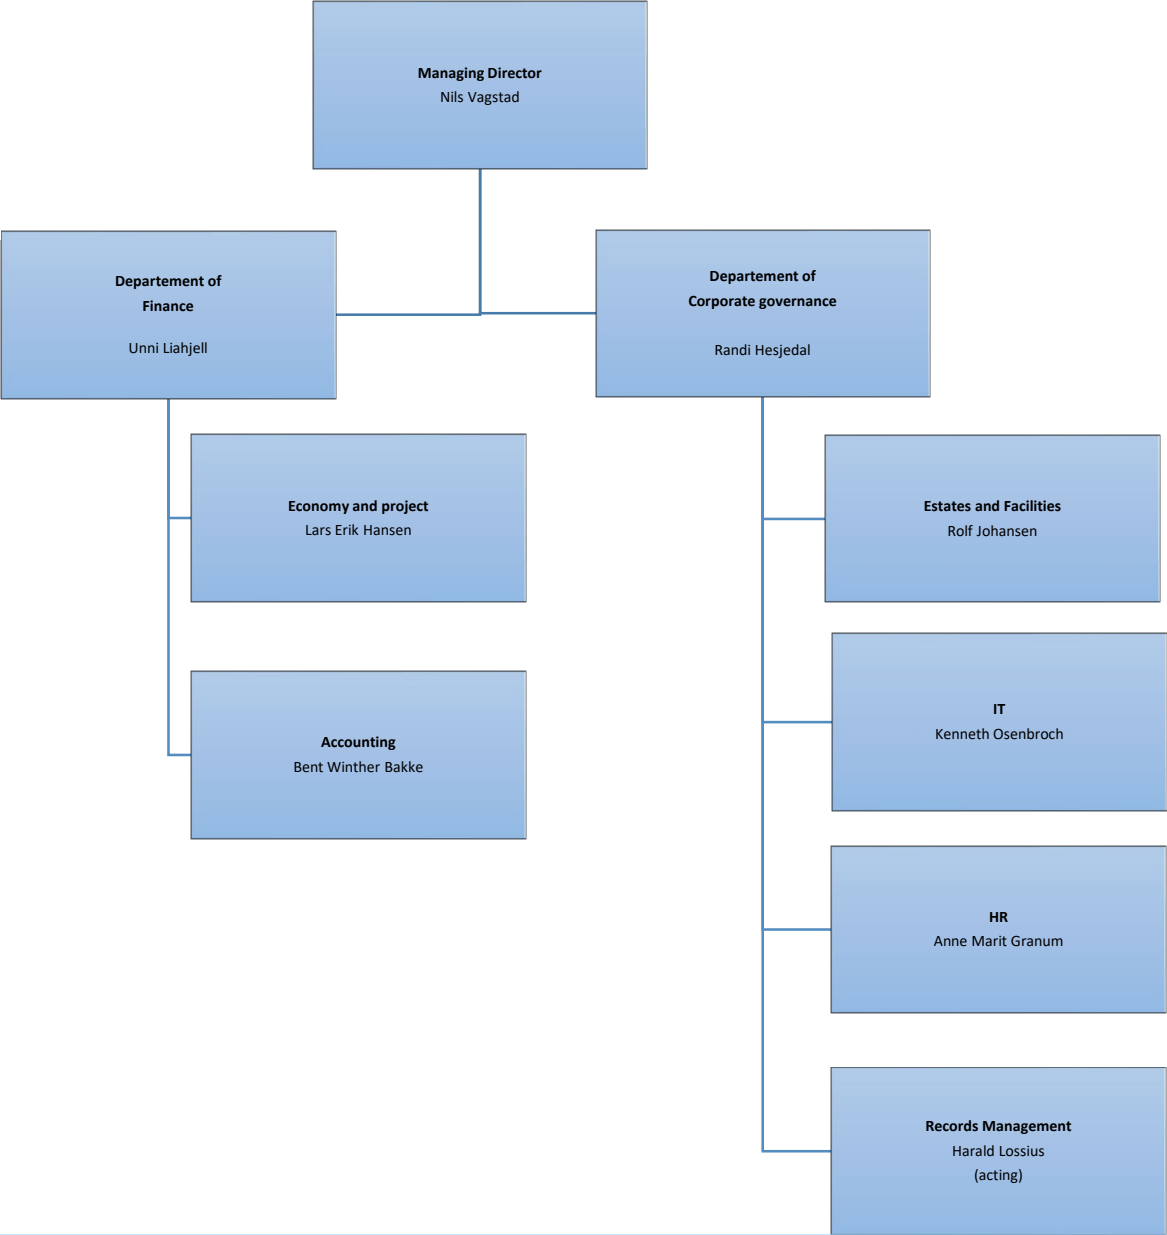 Managing Director
Nils Vagstad
Departement of
Finance
Unni Liahjell
Departement of
Corporate governance
Randi Hesjedal
Economy and project
Lars Erik Hansen
Accounting
Bent Winther Bakke
Estates and Facilities
Rolf Johansen
IT
Kenneth Osenbroch
HR
Anne Marit Granum
Records Management
Harald Lossius
(acting)